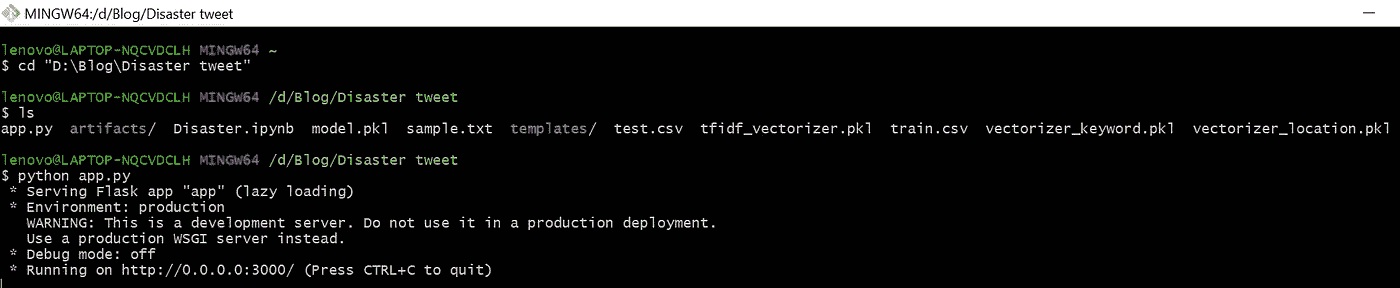 MINGW64:/d/Blog/Disaster tweet
lenovo@LAPTOP-NQCVDCLH MINGW64 ~
$ cd "D:\Blog\Disaster tweet"
lenovo@LAPTOP-NQCVDCLH MINGW64 /d/Blog/Disaster tweet
$ ls
app.py artifacts/ Disaster.ipynb model.pkl sample.txt templates/ test.csv tfidf_vectorizer.pkl train.csv vectorizer_keyword.pkl vectorizer_location.pkl
lenovo@LAPTOP-NQCVDCLH MINGW64 /d/Blog/Disaster tweet
$ python app.py
* Serving Flask app "app" (lazy loading)
* Environment: production
WARNING: This is a development server. Do not use it in a production deployment.
Use a production WSGI server instead.
* Debug mode: off
* Running on http://0.0.0.0:3000/ (Press CTRL+C to quit)